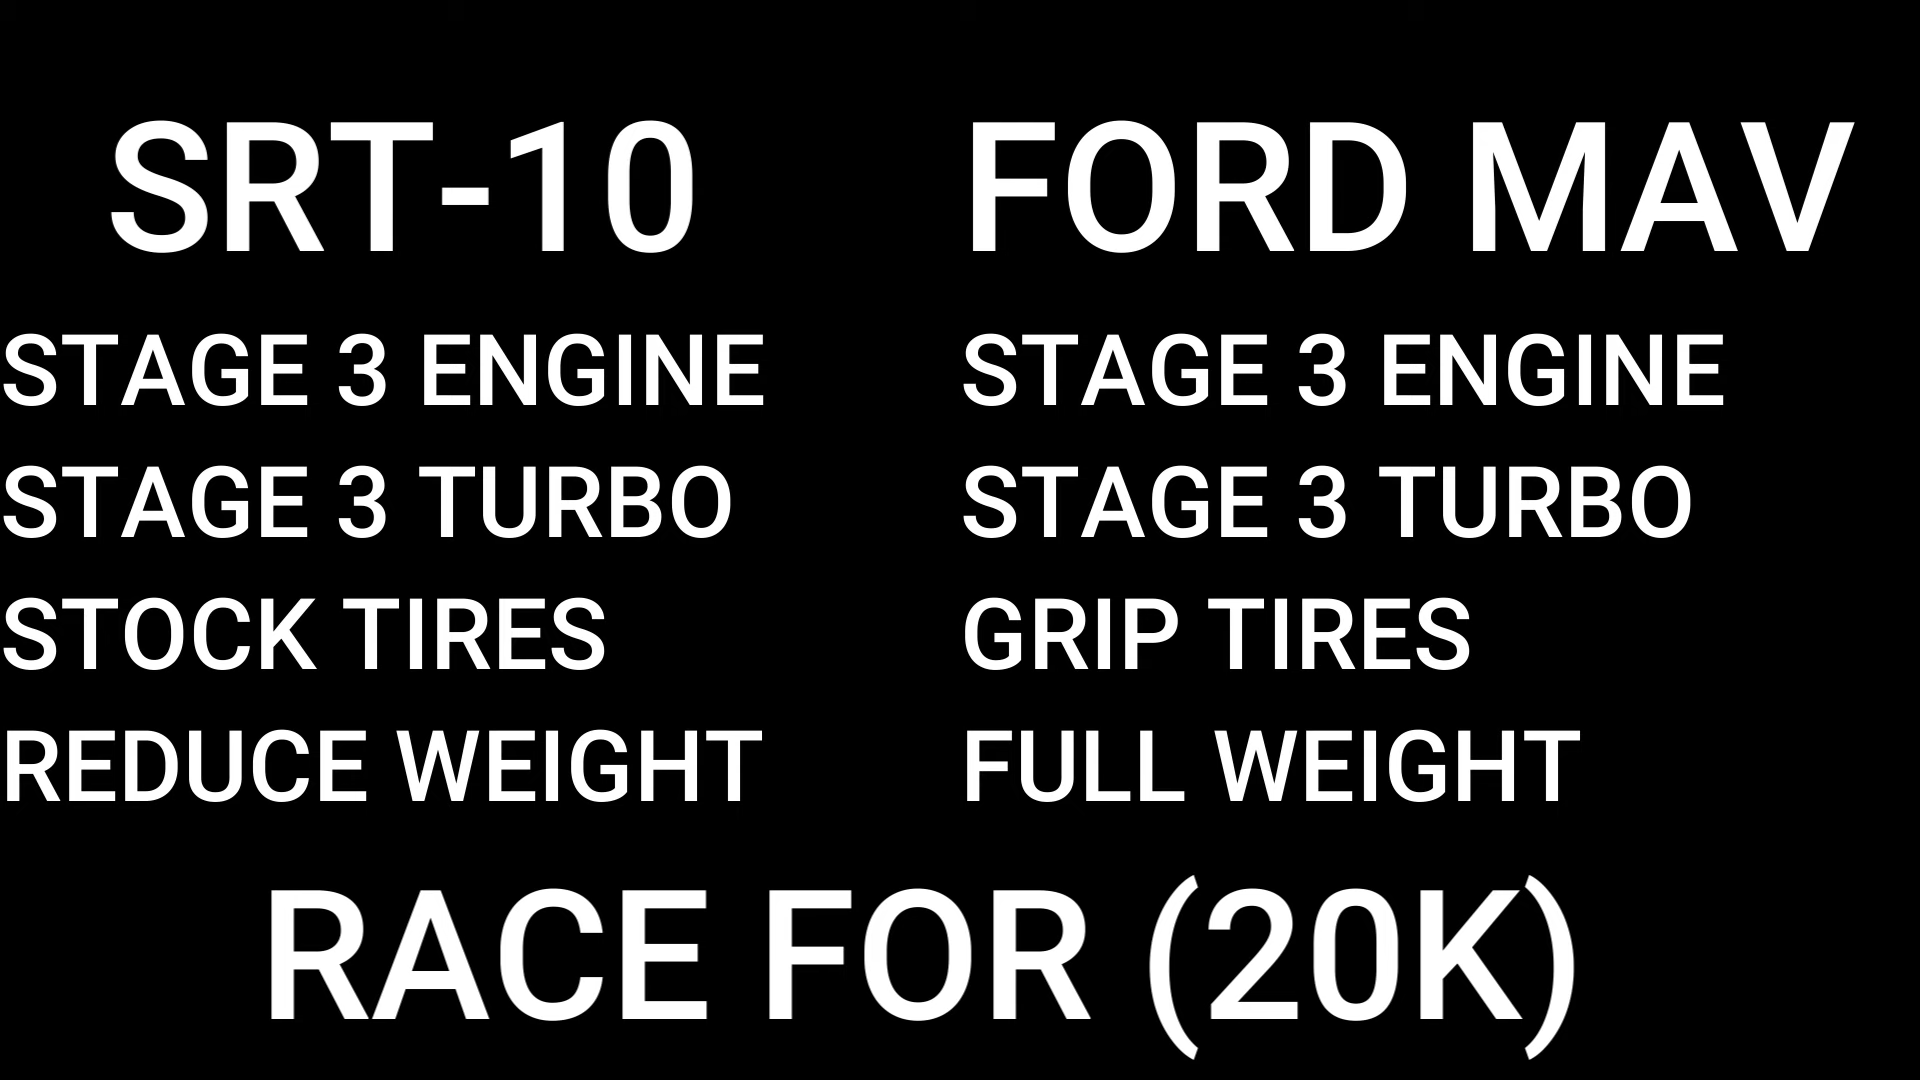 SRT-10
STAGE 3 ENGINE
STAGE 3 TURBO
STOCK TIRES
REDUCE WEIGHT
FORD MAV
STAGE 3 ENGINE
STAGE 3 TURBO
GRIP TIRES
FULL WEIGHT
RACE FOR (20K)